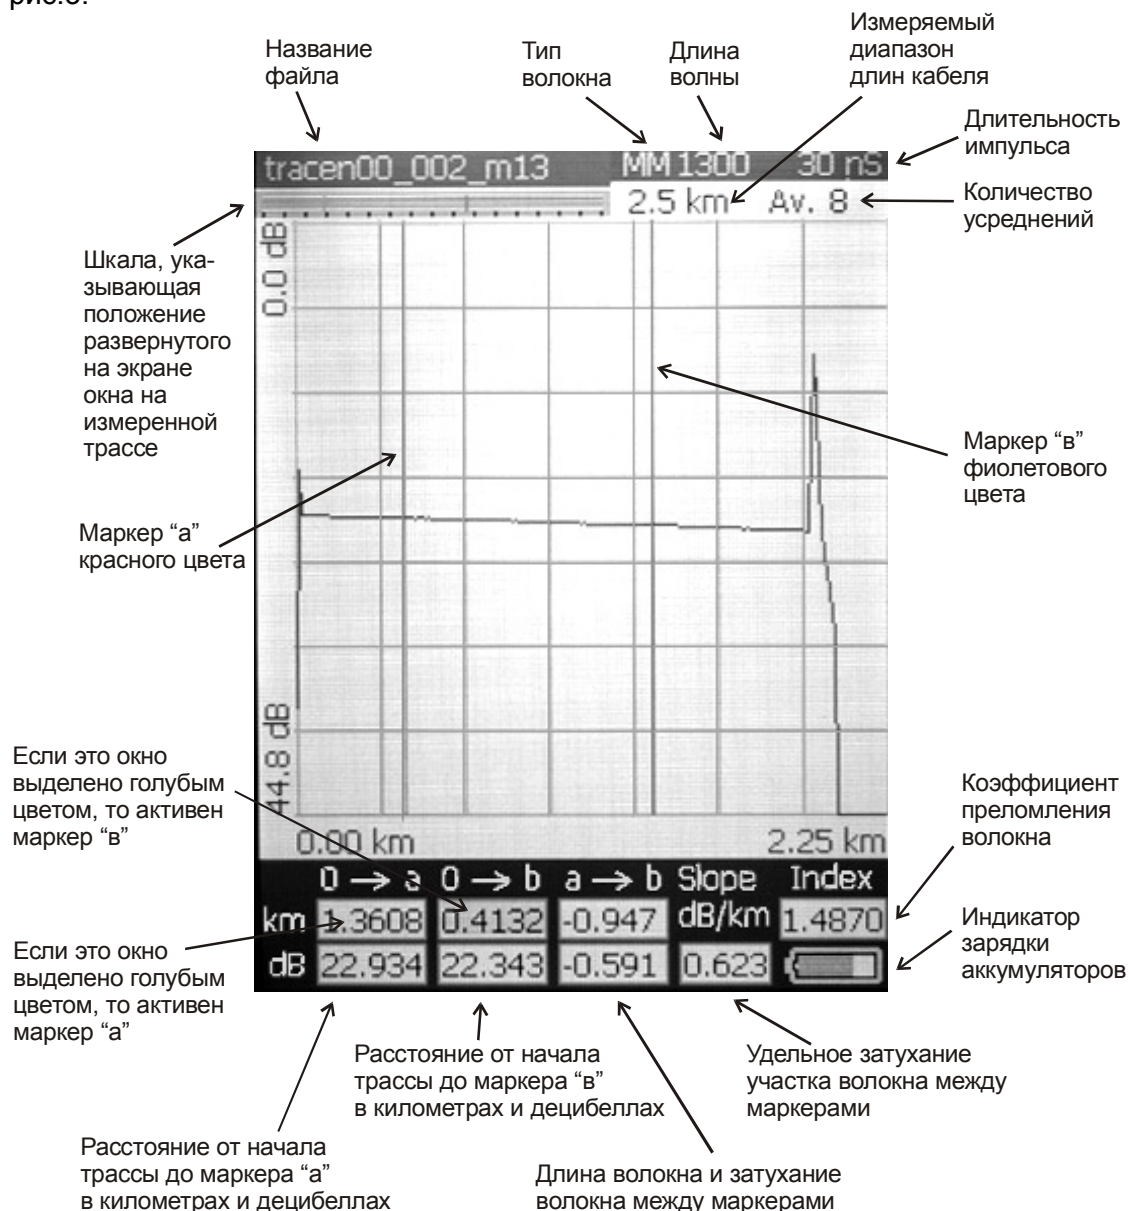 рис.3.
Название
файла
Тип
волокна
Длина
волны
Измеряемый
диапазон
длин кабеля
Длительность
импульса
Количество
усреднений
tracen00_002_m13
MM 1300
30 nS
2.5 km
Av. 8
Шкала, ука-
зывающая
положение
развернутого
на экране
окна на
измеренной
трассе
0.0 dB
44.8 dB
Маркер “в”
фиолетового
цвета
Маркер “а”
красного цвета
Если это окно
выделено голубым
цветом, то активен
маркер “в”
Коэффициент
преломления
волокна
0.00 km
2.25 km
0 → a 0 → b a → b Slope Index
km 1.3608 0.4132 -0.947 dB/km 1.4870
dB 22.934 22.343 -0.591 0.623
Если это окно
выделено голубым
цветом, то активен
маркер “а”
Индикатор
зарядки
аккумуляторов
Расстояние от начала
трассы до маркера “в”
в километрах и децибеллах
Удельное затухание
участка волокна между
маркерами
Расстояние от начала
трассы до маркера “а”
в километрах и децибеллах
Длина волокна и затухание
волокна между маркерами